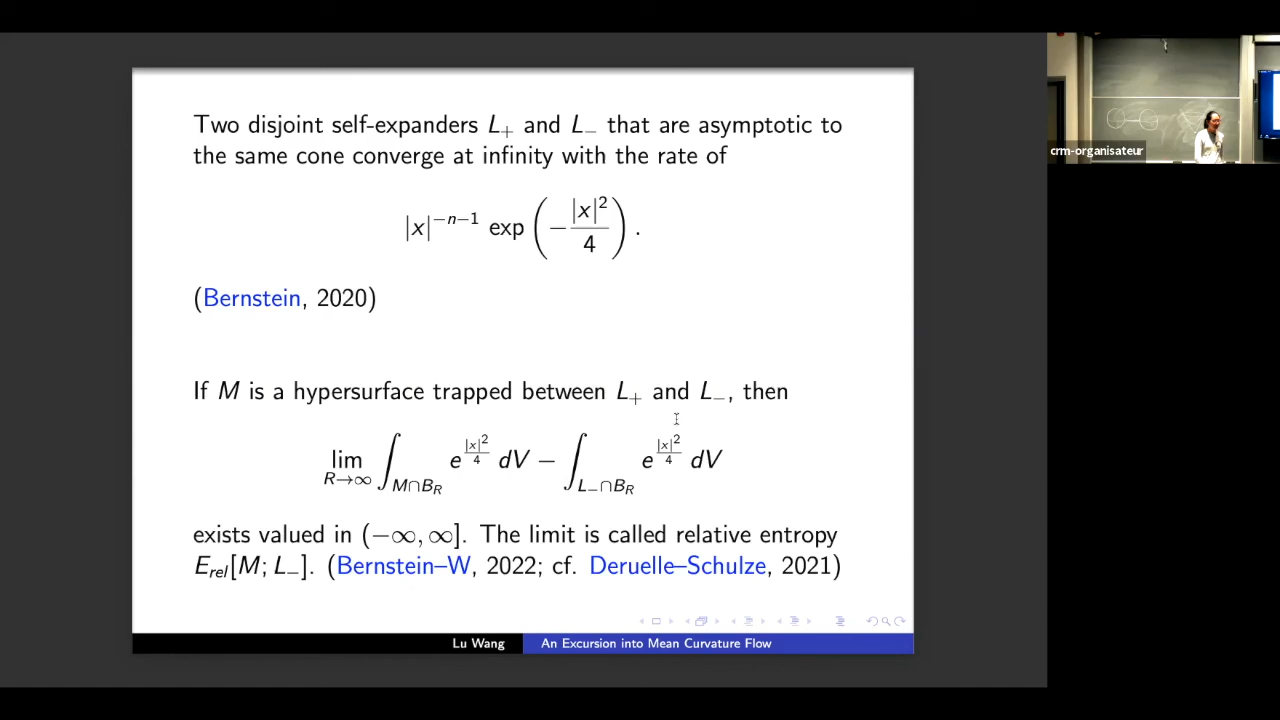 Two disjoint self-expanders L₊ and L₋ that are asymptotic to
the same cone converge at infinity with the rate of
|x|⁻ⁿ⁻¹ exp(−|x|²/4).
(Bernstein, 2020)
If M is a hypersurface trapped between L₊ and L₋, then
lim_{R→∞} ∫_{M∩B_R} e^{|x|²/4} dV − ∫_{L₋∩B_R} e^{|x|²/4} dV
exists valued in (−∞, ∞]. The limit is called relative entropy
E_{rel}[M; L₋]. (Bernstein–W, 2022; cf. Deruelle–Schulze, 2021)
Lu Wang
An Excursion into Mean Curvature Flow
crm-organisateur